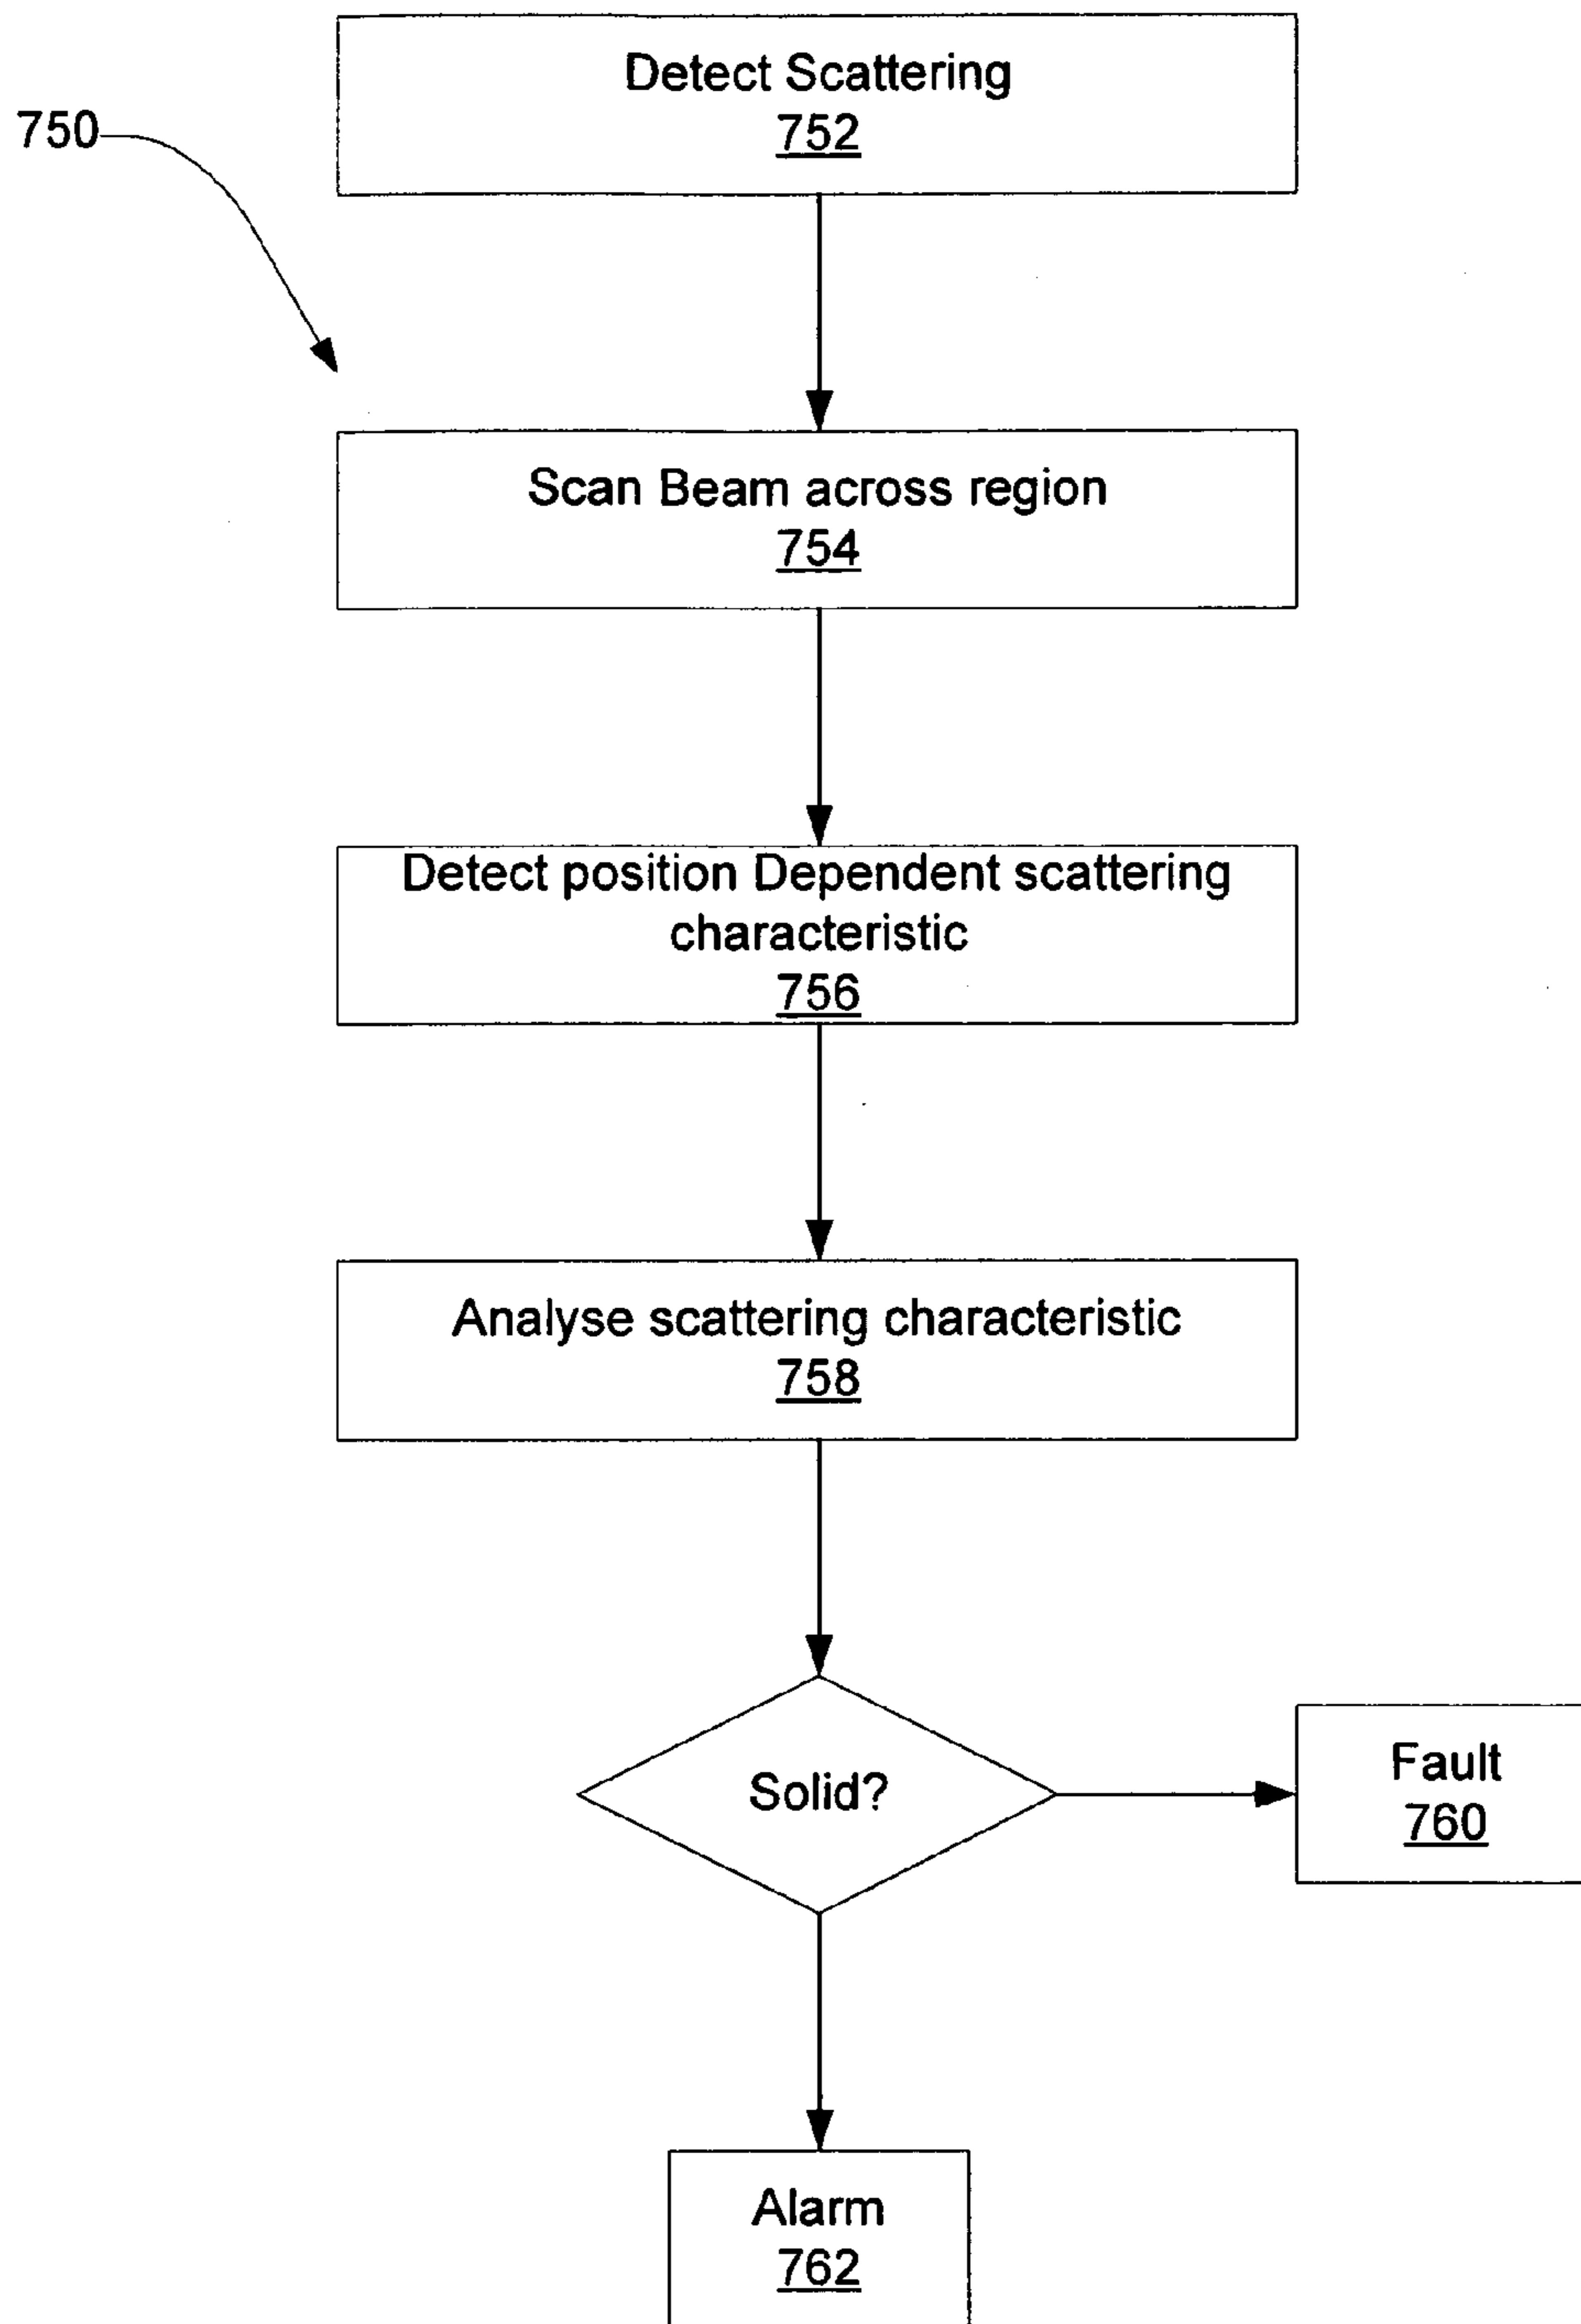 Detect Scattering
752
750
Scan Beam across region
754
Detect position Dependent scattering
characteristic
756
Analyse scattering characteristic
758
Solid?
Fault
760
Alarm
762